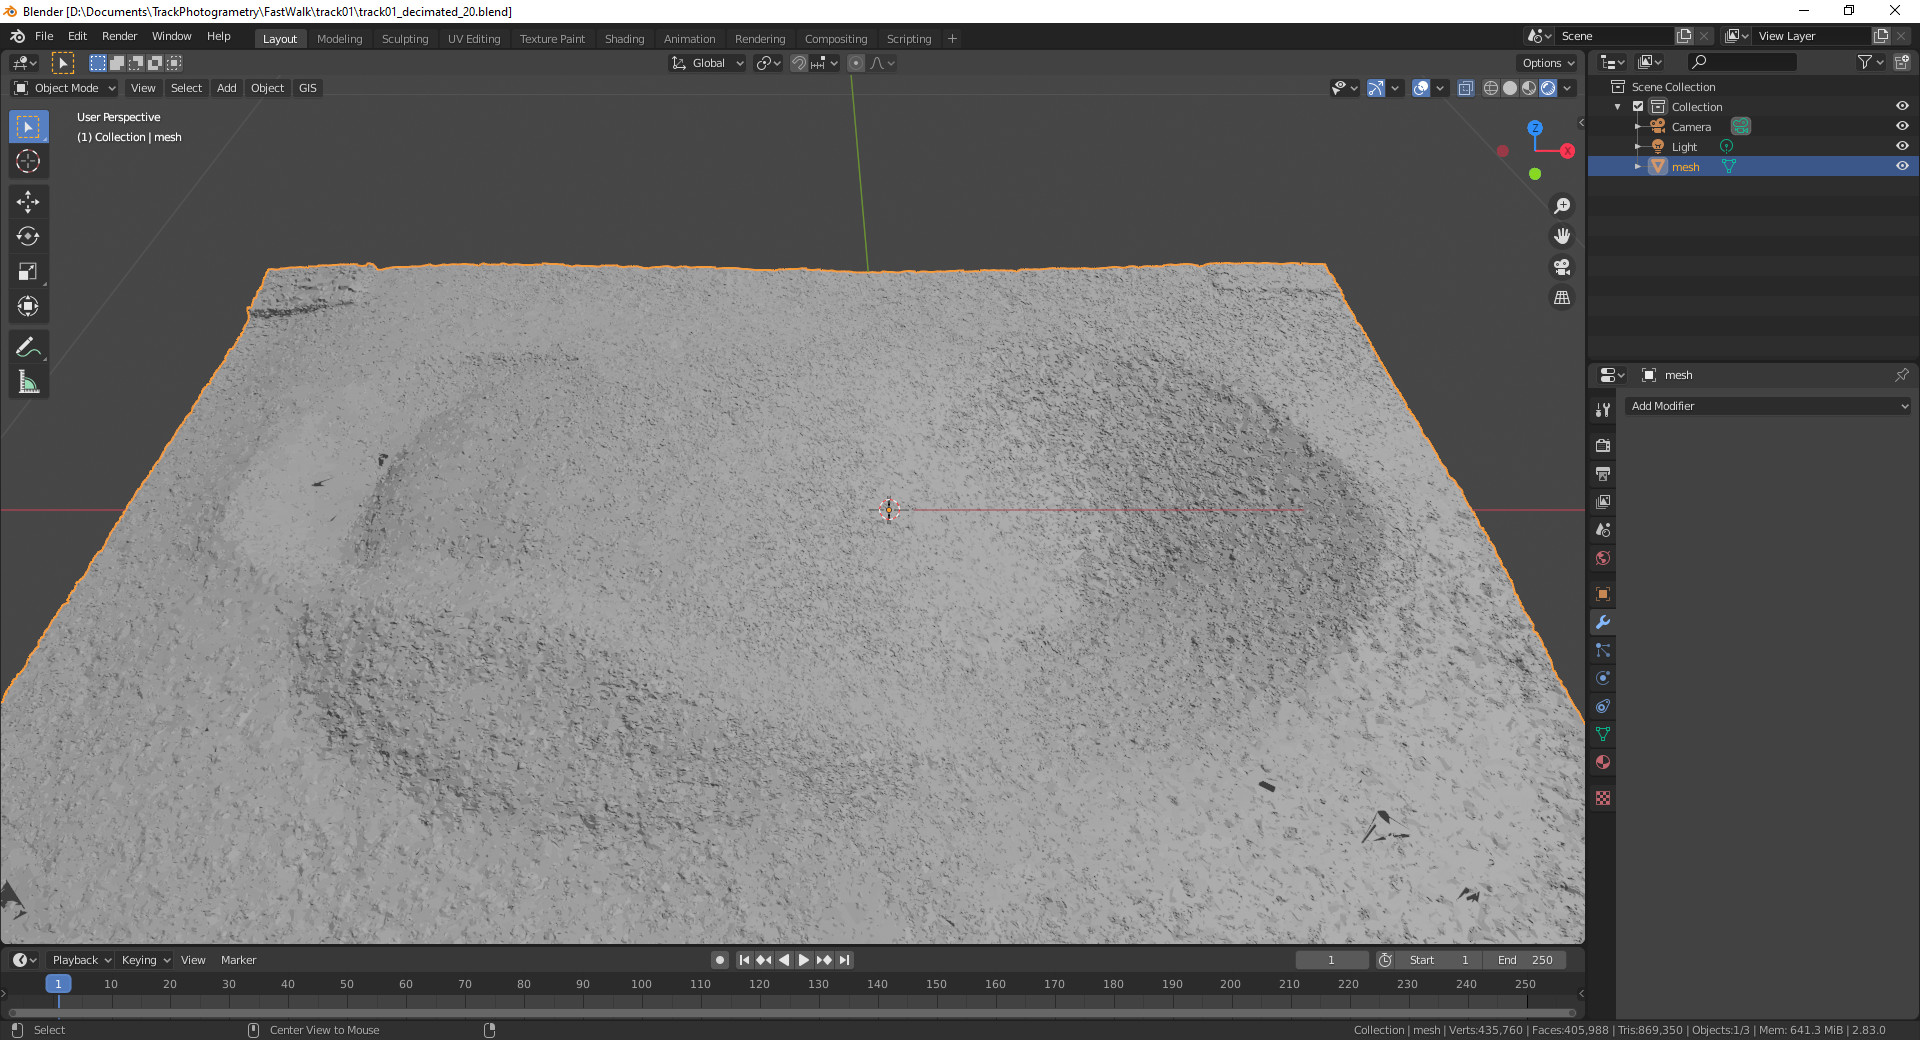 Blender [D:\Documents\TrackPhotogrametry\FastWalk\track01\track01_decimated_20.blend]
File Edit Render Window Help Layout Modeling Sculpting UV Editing Texture Paint Shading Animation Rendering Compositing Scripting + Scene View Layer
Global Options
Object Mode View Select Add Object GIS
User Perspective
(1) Collection | mesh
Z
X
Scene Collection
Collection
Camera
Light
mesh
mesh
Add Modifier
Playback Keying View Marker 1 Start 1 End 250
1 10 20 30 40 50 60 70 80 90 100 110 120 130 140 150 160 170 180 190 200 210 220 230 240 250
Select Center View to Mouse Collection | mesh | Verts:435,760 | Faces:405,988 | Tris:869,350 | Objects:1/3 | Mem: 641.3 MiB | 2.83.0